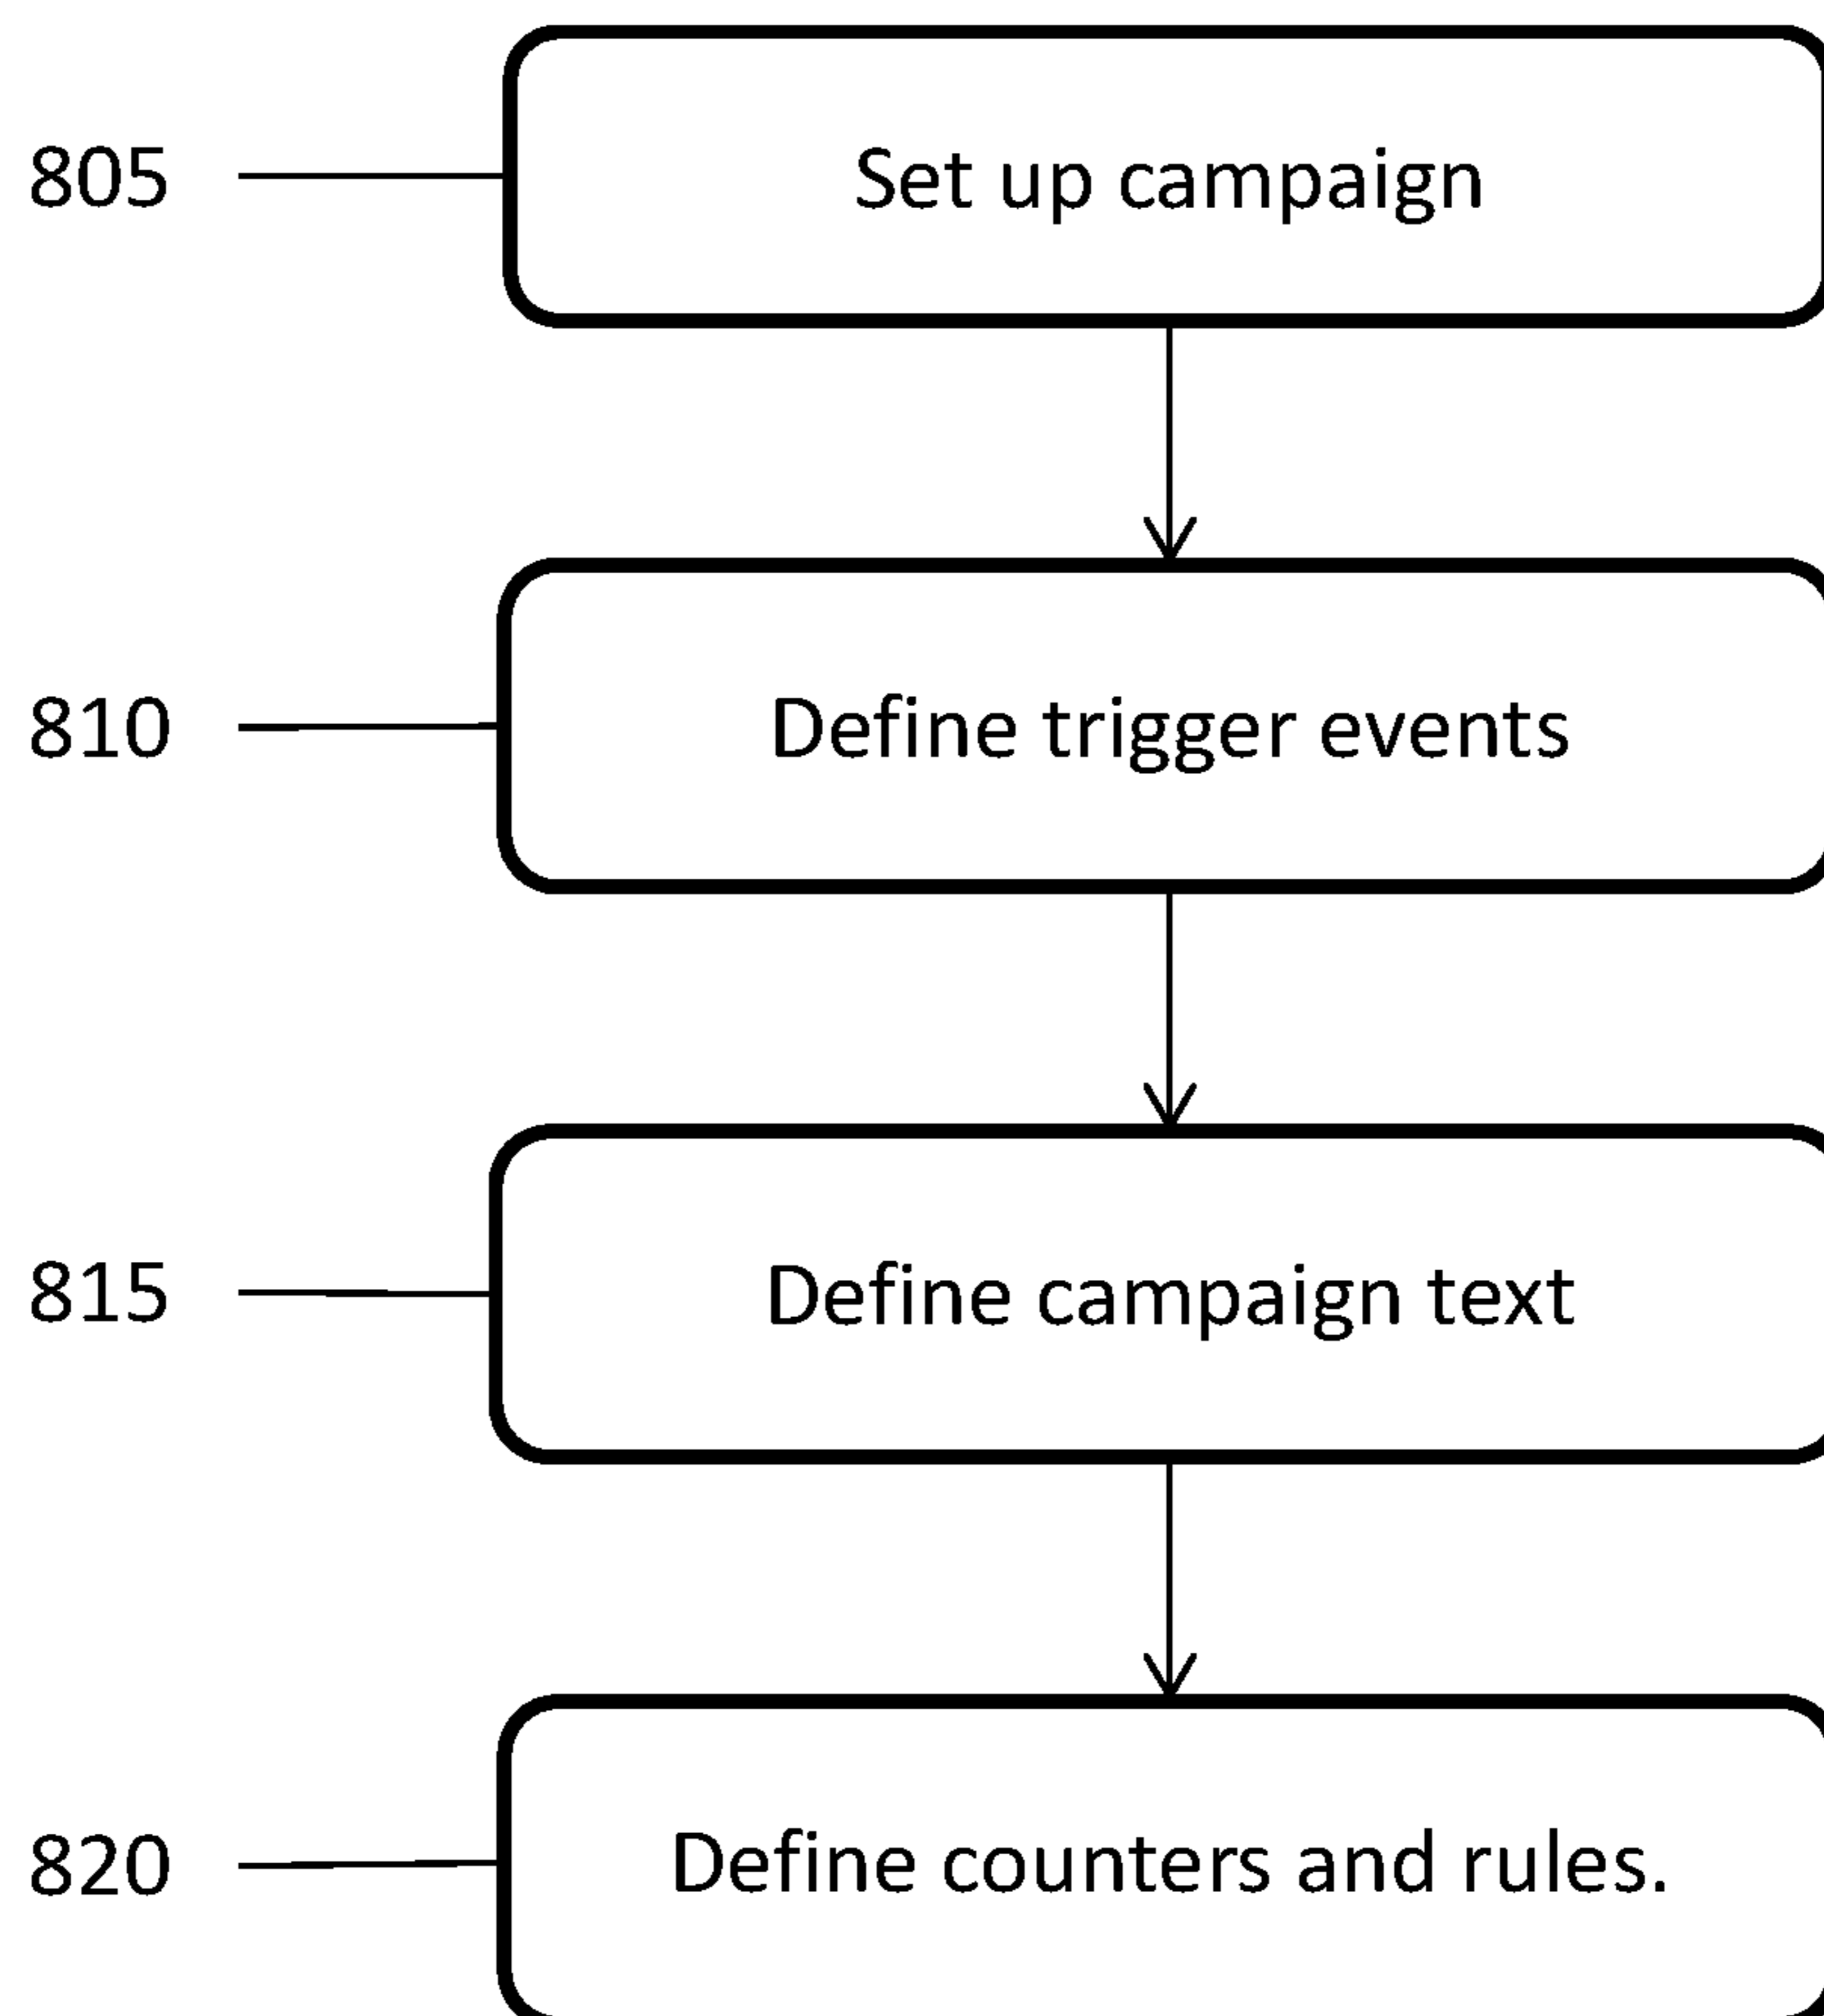 805 Set up campaign
810 Define trigger events
815 Define campaign text
820 Define counters and rules.